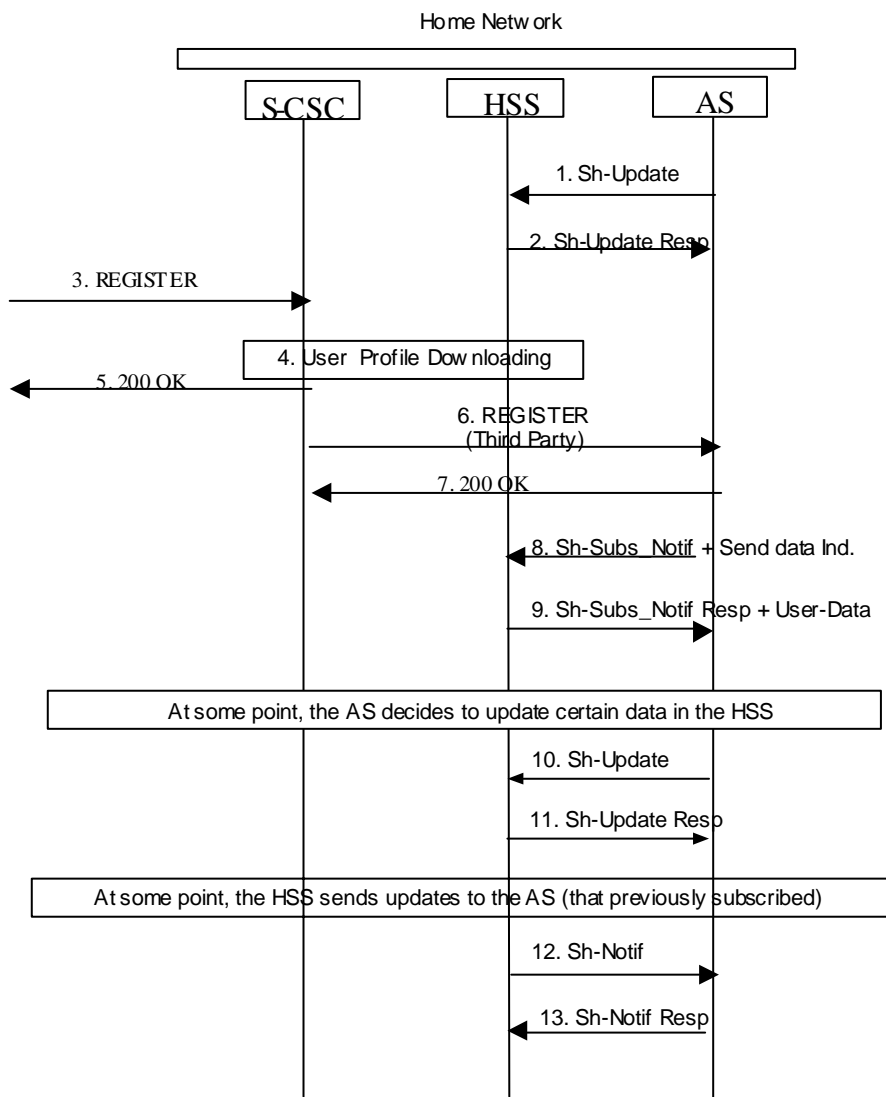 Home Network
S-CSC
HSS
AS
1. Sh-Update
2. Sh-Update Resp
3. REGISTER
4. User Profile Downloading
5. 200 OK
6. REGISTER
(Third Party)
7. 200 OK
8. Sh-Subs_Notif + Send data Ind.
9. Sh-Subs_Notif Resp + User-Data
At some point, the AS decides to update certain data in the HSS
10. Sh-Update
11. Sh-Update Resp
At some point, the HSS sends updates to the AS (that previously subscribed)
12. Sh-Notif
13. Sh-Notif Resp